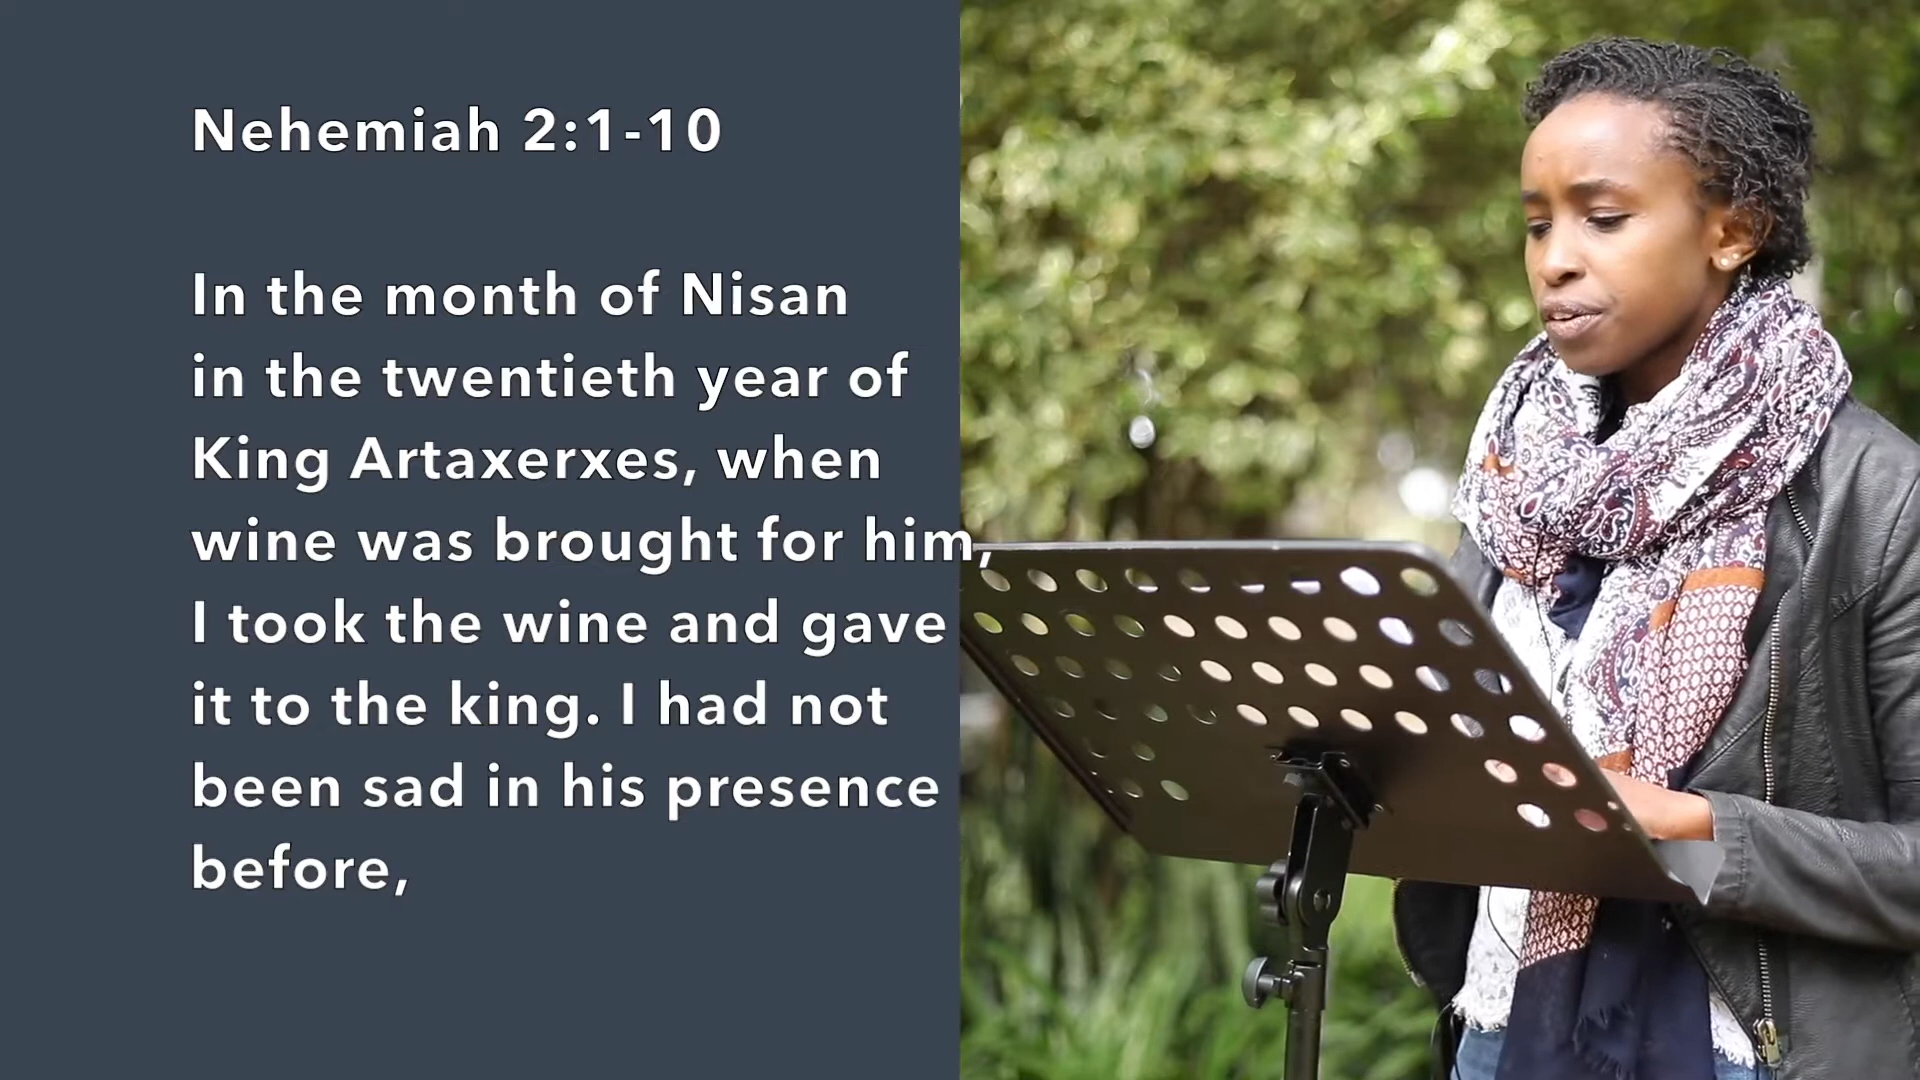 Nehemiah 2:1-10
In the month of Nisan
in the twentieth year of
King Artaxerxes, when
wine was brought for him,
I took the wine and gave
it to the king. I had not
been sad in his presence
before,